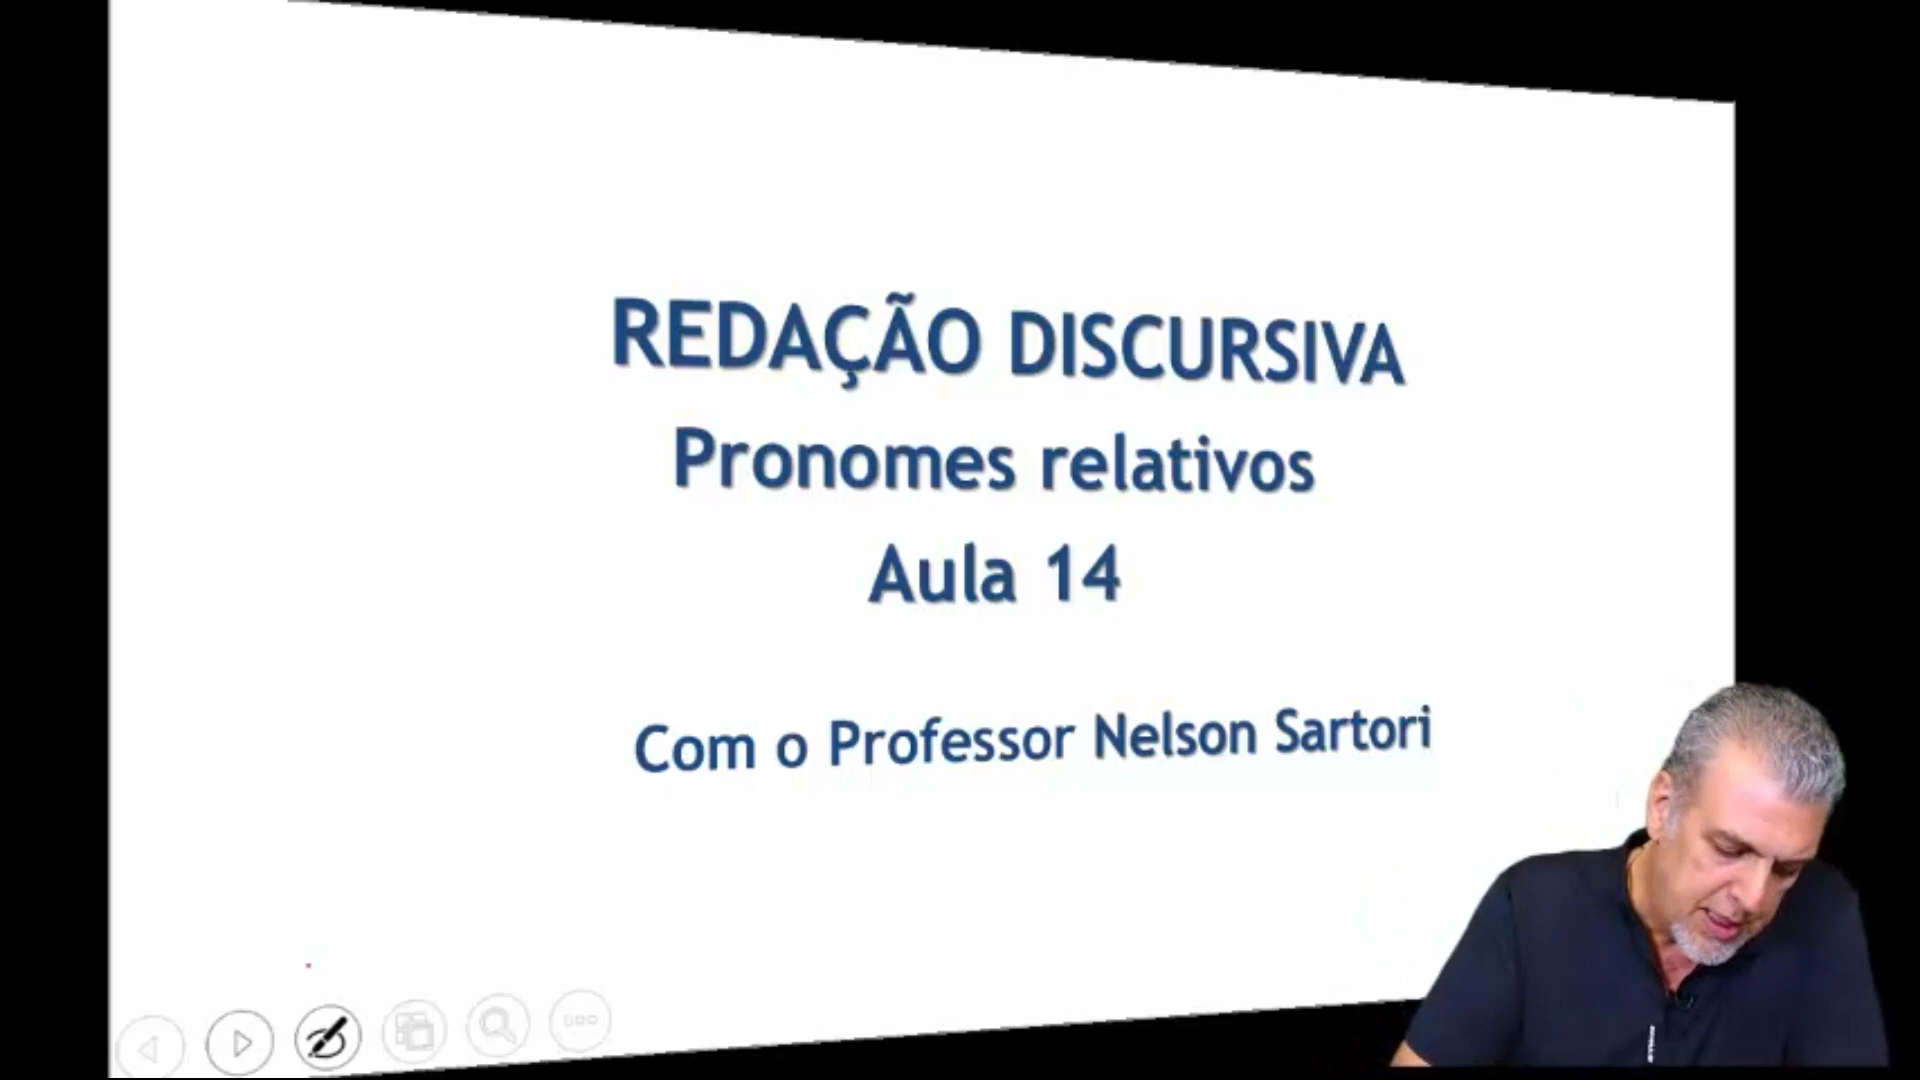 REDAÇÃO DISCURSIVA
Pronomes relativos
Aula 14
Com o Professor Nelson Sartori